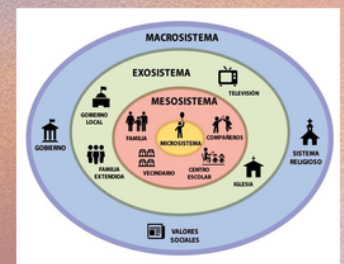 MACROSISTEMA
EXOSISTEMA
TELEVISIÓN
MESOSISTEMA
GOBIERNO
LOCAL
FAMILIA
COMPAÑEROS
MICROSISTEMA
GOBIERNO
SISTEMA
RELIGIOSO
FAMILIA
EXTENDIDA
VECINDARIO
CENTRO
ESCOLAR
IGLESIA
VALORES
SOCIALES